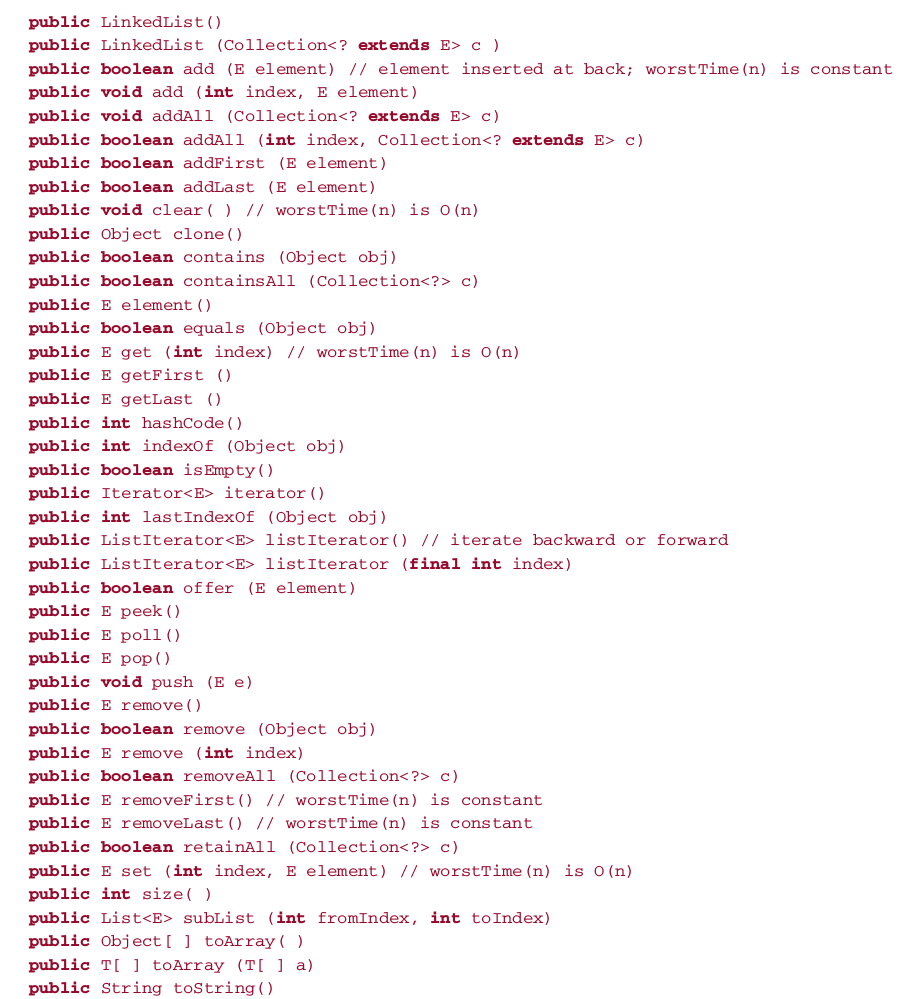 public LinkedList()
public LinkedList (Collection<? extends E> c )
public boolean add (E element) // element inserted at back; worstTime(n) is constant
public void add (int index, E element)
public void addAll (Collection<? extends E> c)
public boolean addAll (int index, Collection<? extends E> c)
public boolean addFirst (E element)
public boolean addLast (E element)
public void clear( ) // worstTime(n) is O(n)
public Object clone()
public boolean contains (Object obj)
public boolean containsAll (Collection<?> c)
public E element()
public boolean equals (Object obj)
public E get (int index) // worstTime(n) is O(n)
public E getFirst ()
public E getLast ()
public int hashCode()
public int indexOf (Object obj)
public boolean isEmpty()
public Iterator<E> iterator()
public int lastIndexOf (Object obj)
public ListIterator<E> listIterator() // iterate backward or forward
public ListIterator<E> listIterator (final int index)
public boolean offer (E element)
public E peek()
public E poll()
public E pop()
public void push (E e)
public E remove()
public boolean remove (Object obj)
public E remove (int index)
public boolean removeAll (Collection<?> c)
public E removeFirst() // worstTime(n) is constant
public E removeLast() // worstTime(n) is constant
public boolean retainAll (Collection<?> c)
public E set (int index, E element) // worstTime(n) is O(n)
public int size( )
public List<E> subList (int fromIndex, int toIndex)
public Object[ ] toArray( )
public T[ ] toArray (T[ ] a)
public String toString()